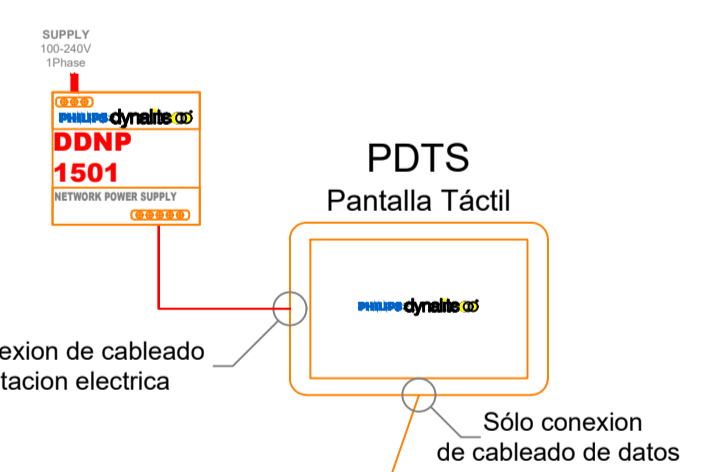 SUPPLY
100-240V
1Phase
PHILIPS dynalite
DDNP
1501
NETWORK POWER SUPPLY
PDTS
Pantalla Táctil
PHILIPS dynalite
exion de cableado
tacion electrica
Sólo conexion
de cableado de datos